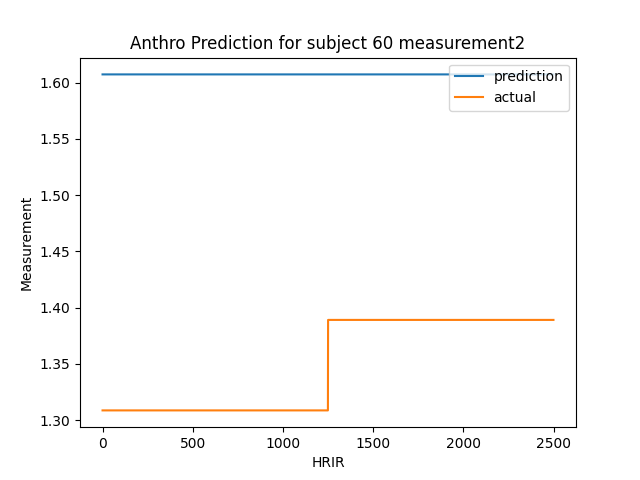 Anthro Prediction for subject 60 measurement2
prediction
actual
Measurement
1.60
1.55
1.50
1.45
1.40
1.35
1.30
0
500
1000
1500
2000
2500
HRIR